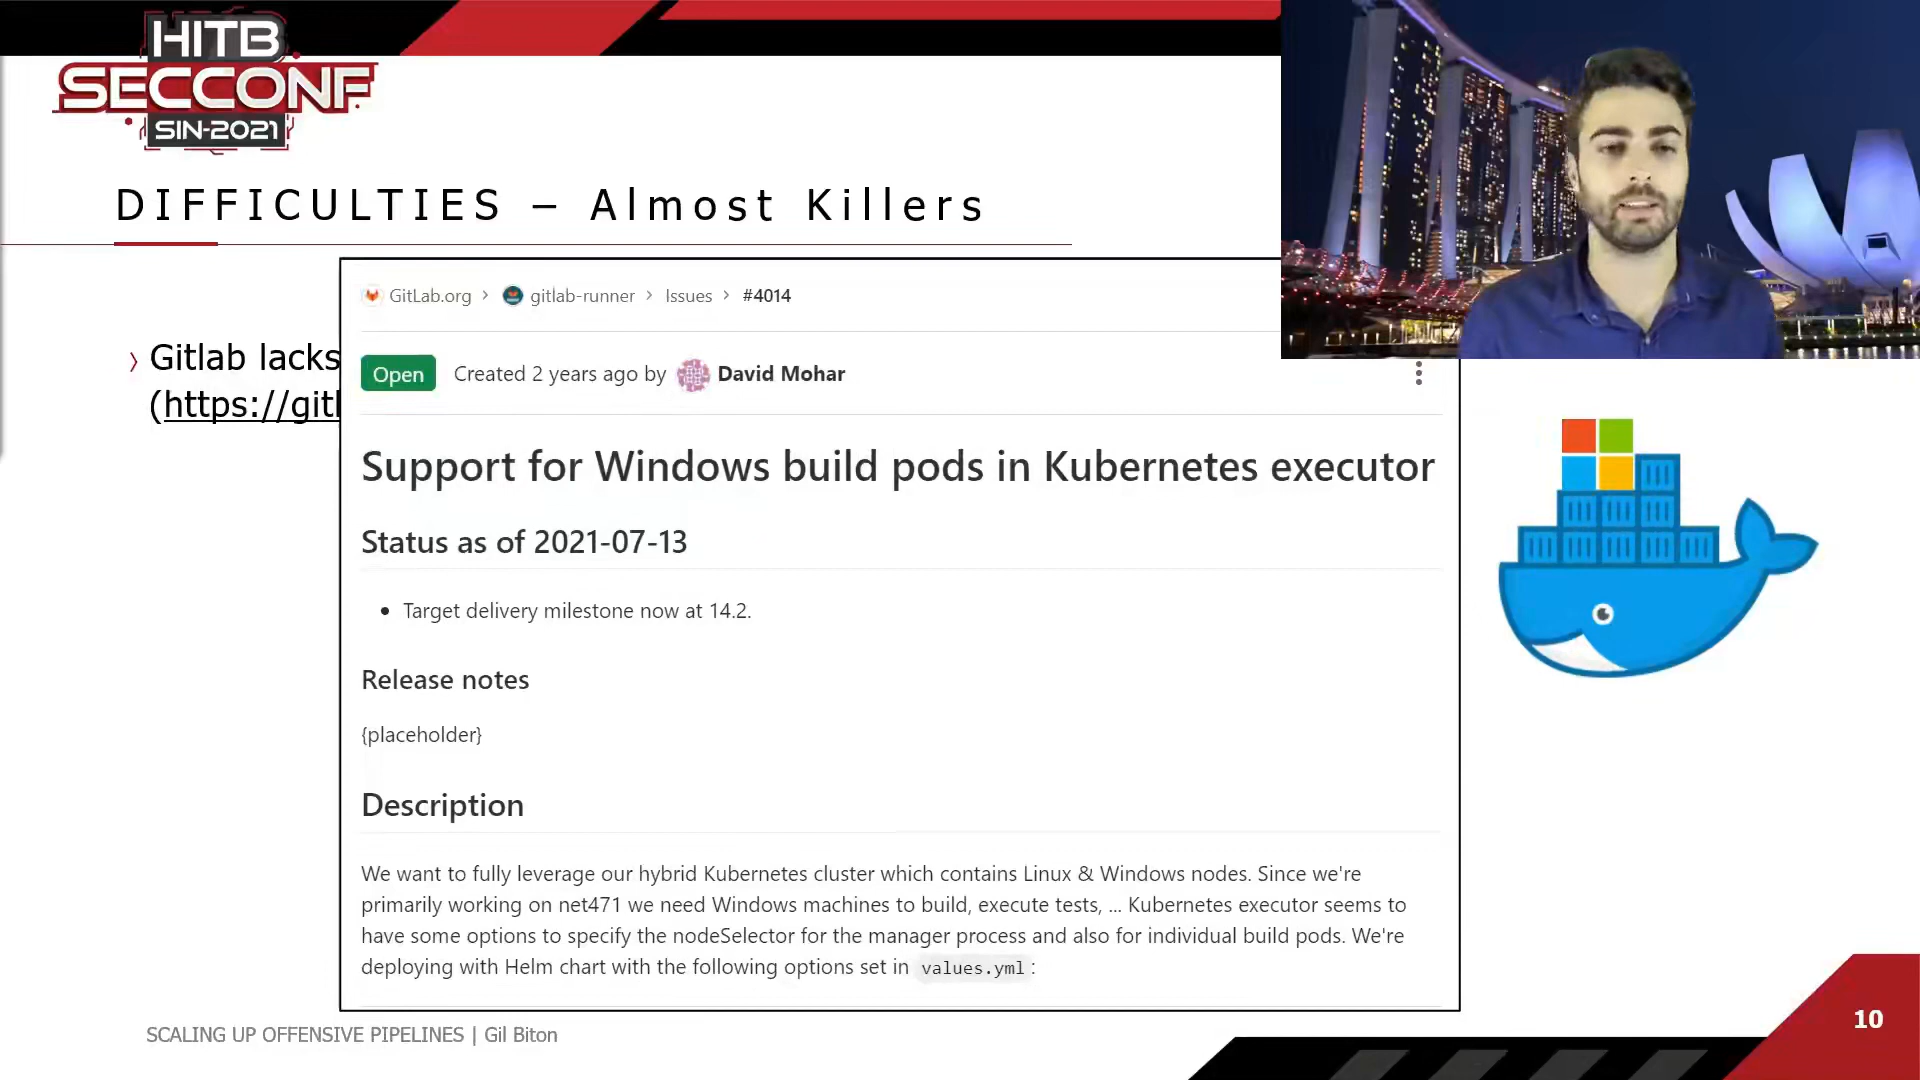 HITB
SECCONF
SIN-2021
DIFFICULTIES – Almost Killers
Gitlab lacks
(https://gitl
GitLab.org > gitlab-runner > Issues > #4014
Open Created 2 years ago by David Mohar
Support for Windows build pods in Kubernetes executor
Status as of 2021-07-13
• Target delivery milestone now at 14.2.
Release notes
{placeholder}
Description
We want to fully leverage our hybrid Kubernetes cluster which contains Linux & Windows nodes. Since we're
primarily working on net471 we need Windows machines to build, execute tests, ... Kubernetes executor seems to
have some options to specify the nodeSelector for the manager process and also for individual build pods. We're
deploying with Helm chart with the following options set in values.yml :
SCALING UP OFFENSIVE PIPELINES | Gil Biton
10